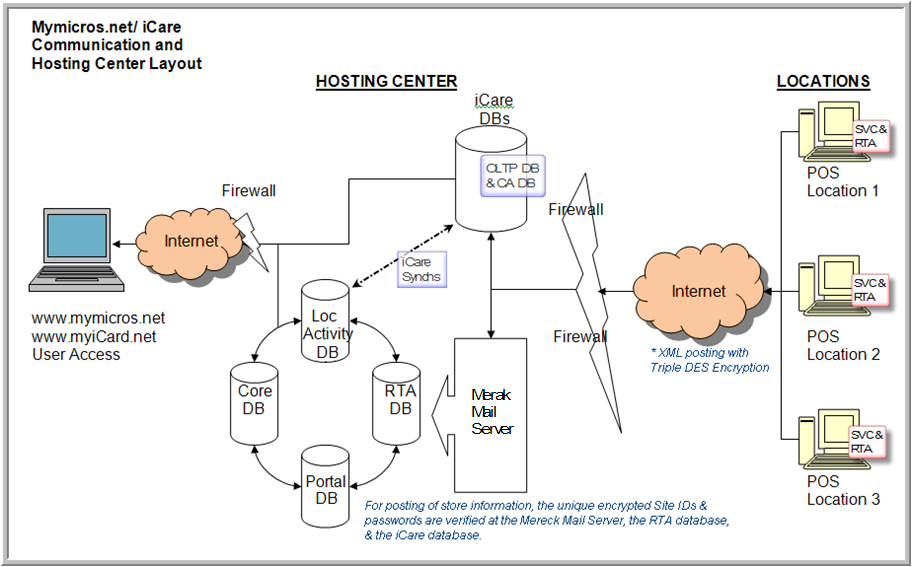 Mymicros.net/ iCare
Communication and
Hosting Center Layout
HOSTING CENTER
LOCATIONS
iCare
DBs
OLTP DB
& CA DB
SVC &
RTA
POS
Location 1
Firewall
Firewall
Internet
iCare
Synchs
Internet
SVC &
RTA
www.mymicros.net
www.myiCard.net
User Access
Loc
Activity
DB
Firewall
POS
Location 2
* XML posting with
Triple DES Encryption
Core
DB
RTA
DB
Merak
Mail
Server
SVC &
RTA
Portal
DB
POS
Location 3
For posting of store information, the unique encrypted Site IDs &
passwords are verified at the Mereck Mail Server, the RTA database,
& the iCare database.